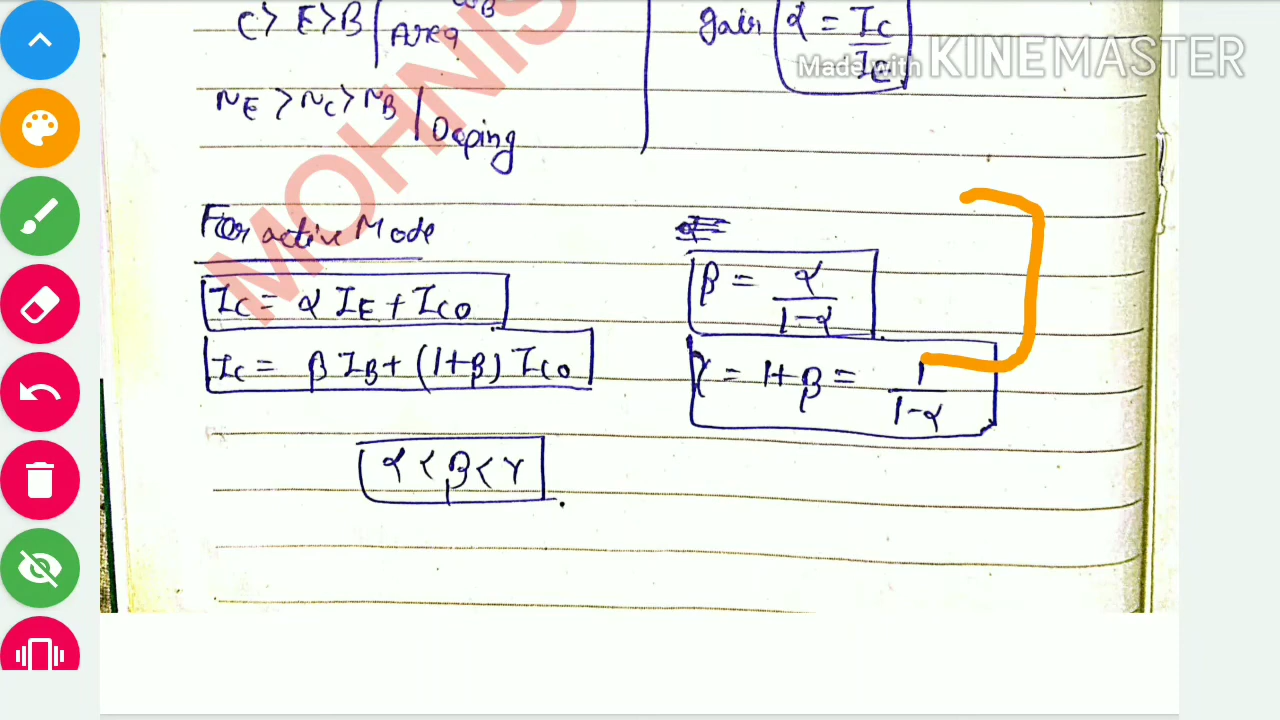 C > E > B | Area
gain α = IC / IE
Made with KINEMASTER
NE > NC > NB | Doping
MOHNIS
For active Mode
IC = α IE + ICO
β = α / 1-α
IC = β IB + (1+β) ICO
γ = 1+β = 1 / 1-α
α < β < γ